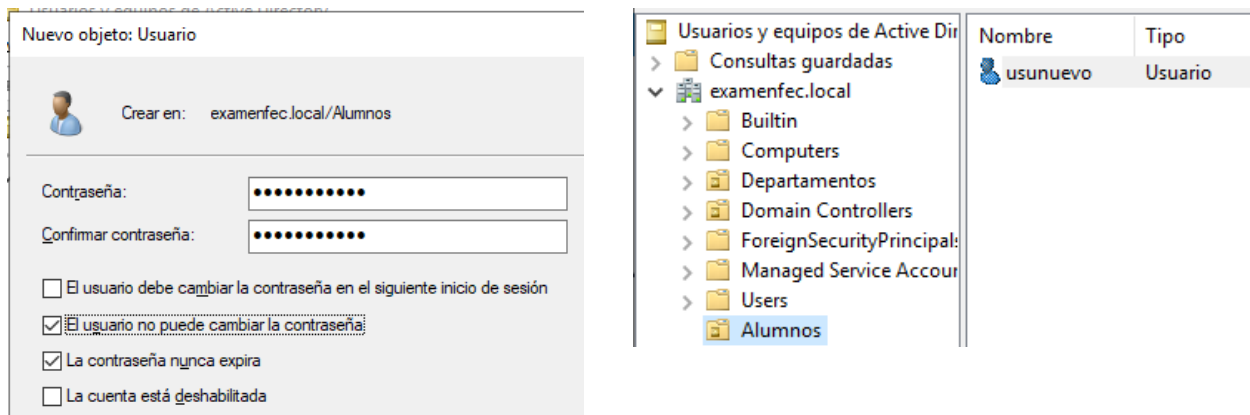 Nuevo objeto: Usuario
Crear en: examenfec.local/Alumnos
Contraseña:
Confirmar contraseña:
El usuario debe cambiar la contraseña en el siguiente inicio de sesión
El usuario no puede cambiar la contraseña
La contraseña nunca expira
La cuenta está deshabilitada
Usuarios y equipos de Active Dir
Consultas guardadas
examenfec.local
Builtin
Computers
Departamentos
Domain Controllers
ForeignSecurityPrincipals
Managed Service Accour
Users
Alumnos
Nombre Tipo
usunuevo Usuario